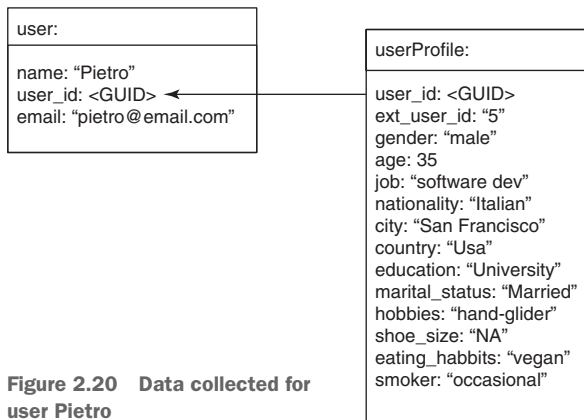 user:
name: “Pietro”
user_id: <GUID>
email: “pietro@email.com”
userProfile:
user_id: <GUID>
ext_user_id: “5”
gender: “male”
age: 35
job: “software dev”
nationality: “Italian”
city: “San Francisco”
country: “Usa”
education: “University”
marital_status: “Married”
hobbies: “hand-glider”
shoe_size: “NA”
eating_habbits: “vegan”
smoker: “occasional”
Figure 2.20 Data collected for
user Pietro